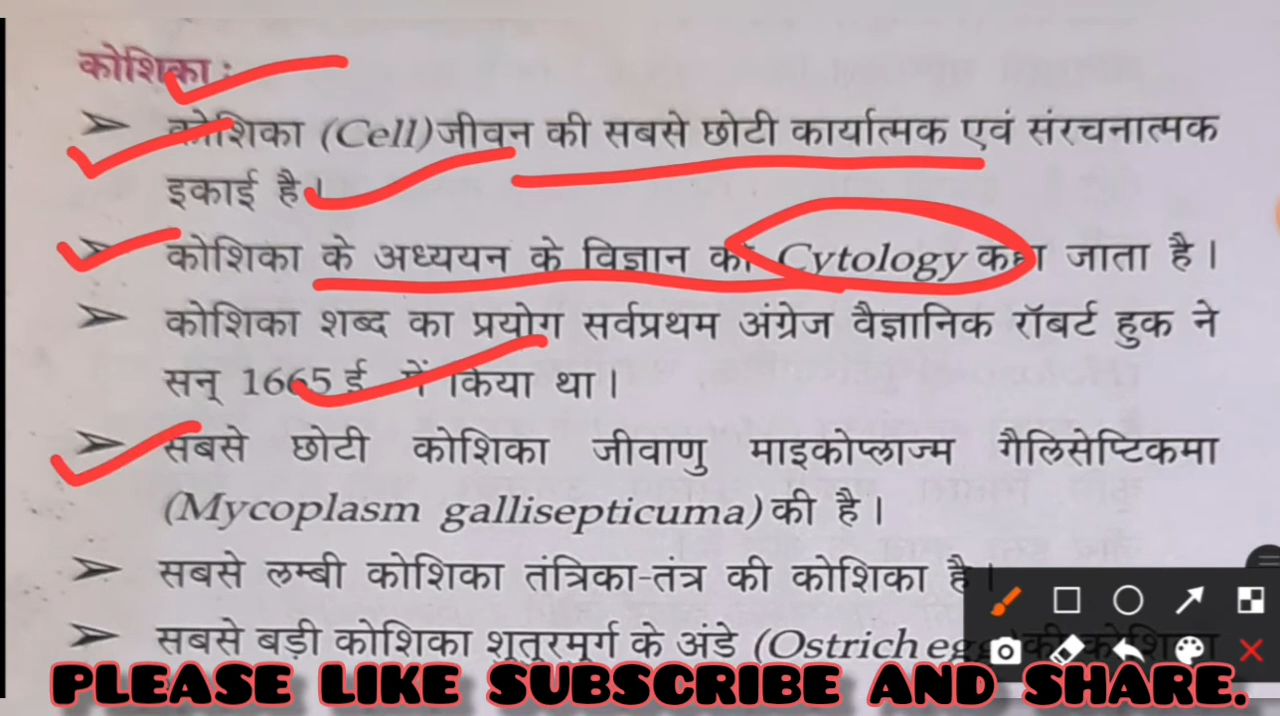 कोशिका :
➤ कोशिका (Cell) जीवन की सबसे छोटी कार्यात्मक एवं संरचनात्मक
इकाई है।
➤ कोशिका के अध्ययन के विज्ञान को Cytology कहा जाता है।
➤ कोशिका शब्द का प्रयोग सर्वप्रथम अंग्रेज वैज्ञानिक रॉबर्ट हुक ने
सन् 1665 ई में किया था।
➤ सबसे छोटी कोशिका जीवाणु माइकोप्लाज्म गैलिसेप्टिकमा
(Mycoplasm gallisepticuma) की है।
➤ सबसे लम्बी कोशिका तंत्रिका-तंत्र की कोशिका है।
➤ सबसे बड़ी कोशिका शुतुरमुर्ग के अंडे (Ostrich egg) की कोशिका
PLEASE LIKE SUBSCRIBE AND SHARE.